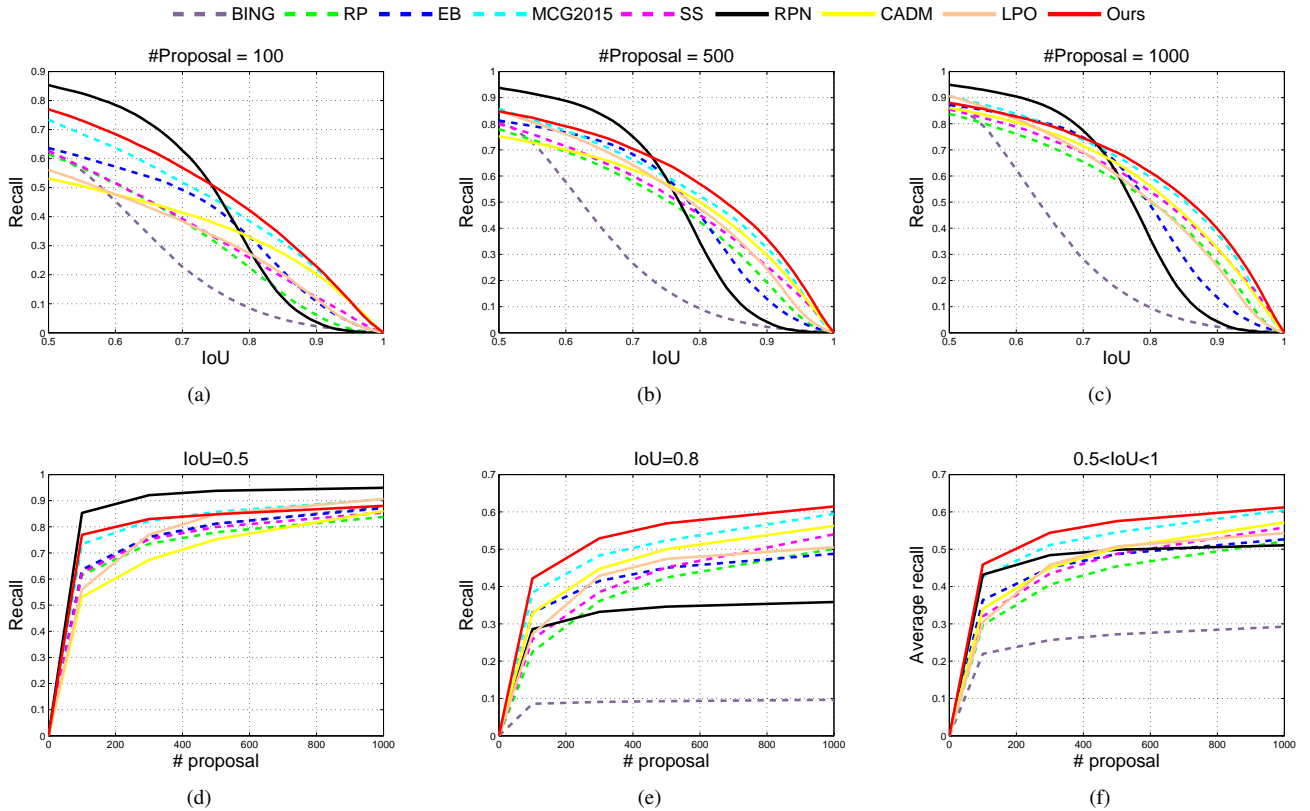 BING RP EB MCG2015 SS RPN CADM LPO Ours
#Proposal = 100
0.9
0.8
0.7
0.6
0.5
0.4
0.3
0.2
0.1
0
Recall
0.5 0.6 0.7 0.8 0.9 1
IoU
(a)
#Proposal = 500
1
0.9
0.8
0.7
0.6
0.5
0.4
0.3
0.2
0.1
0
Recall
0.5 0.6 0.7 0.8 0.9 1
IoU
(b)
#Proposal = 1000
1
0.9
0.8
0.7
0.6
0.5
0.4
0.3
0.2
0.1
0
Recall
0.5 0.6 0.7 0.8 0.9 1
IoU
(c)
IoU=0.5
1
0.9
0.8
0.7
0.6
0.5
0.4
0.3
0.2
0.1
0
Recall
0 200 400 600 800 1000
# proposal
(d)
IoU=0.8
0.7
0.6
0.5
0.4
0.3
0.2
0.1
0
Recall
0 200 400 600 800 1000
# proposal
(e)
0.5<IoU<1
0.7
0.6
0.5
0.4
0.3
0.2
0.1
0
Average recall
0 200 400 600 800 1000
# proposal
(f)